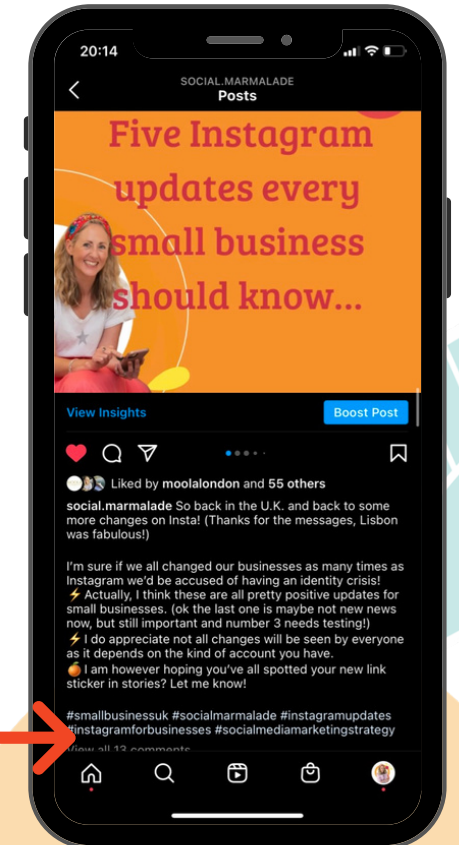 20:14
SOCIAL.MARMALADE
Posts
Five Instagram
updates every
small business
should know...
View Insights
Boost Post
Liked by moolalondon and 55 others
social.marmalade So back in the U.K. and back to some
more changes on Insta! (Thanks for the messages, Lisbon
was fabulous!)
I'm sure if we all changed our businesses as many times as
Instagram we'd be accused of having an identity crisis!
⚡Actually, I think these are all pretty positive updates for
small businesses. (ok the last one is maybe not new news
now, but still important and number 3 needs testing!)
⚡I do appreciate not all changes will be seen by everyone
as it depends on the kind of account you have.
🍊I am however hoping you've all spotted your new link
sticker in stories? Let me know!
#smallbusinessuk #socialmarmalade #instagramupdates
#instagramforbusinesses #socialmediamarketingstrategy
View all 13 comments